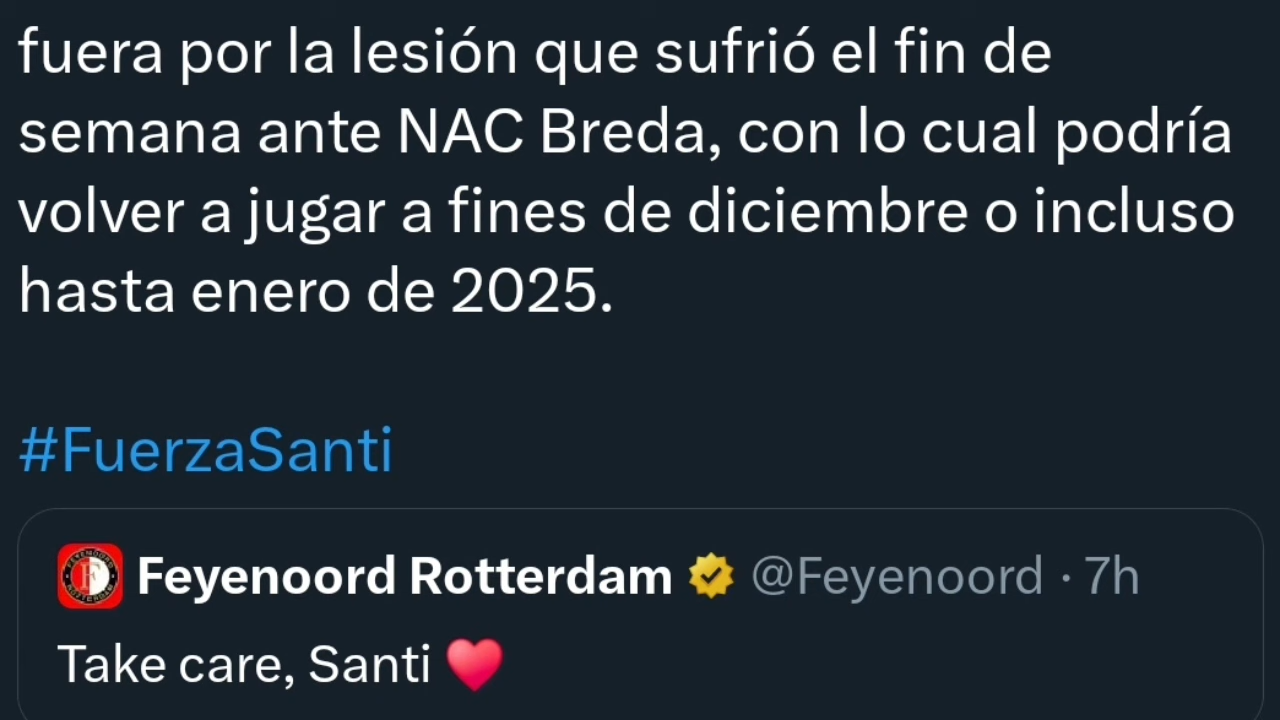 fuera por la lesión que sufrió el fin de
semana ante NAC Breda, con lo cual podría
volver a jugar a fines de diciembre o incluso
hasta enero de 2025.
#FuerzaSanti
Feyenoord Rotterdam @Feyenoord · 7h
Take care, Santi ❤️